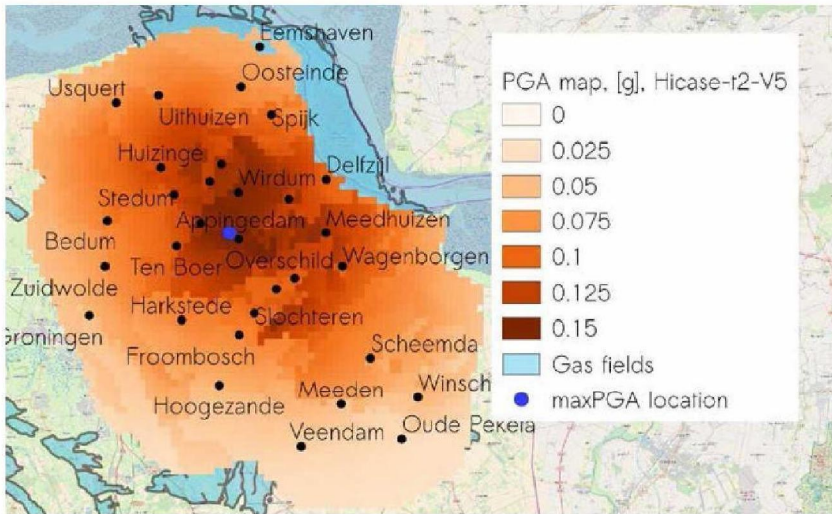 Eemshaven
Oosteinde
Usquert
Uithuizen
Spijk
Huizinge
Delfzijl
Wirdum
Stedum
Appingedam
Meedhuizen
Bedum
Ten Boer
Overschild
Wagenborgen
Zuidwolde
Harkstede
Slochteren
Groningen
Froombosch
Scheemda
Meeden
Winsch
Hoogezande
Veendam
Oude Pekela
PGA map, [g], Hicase-r2-V5
0
0.025
0.05
0.075
0.1
0.125
0.15
Gas fields
maxPGA location